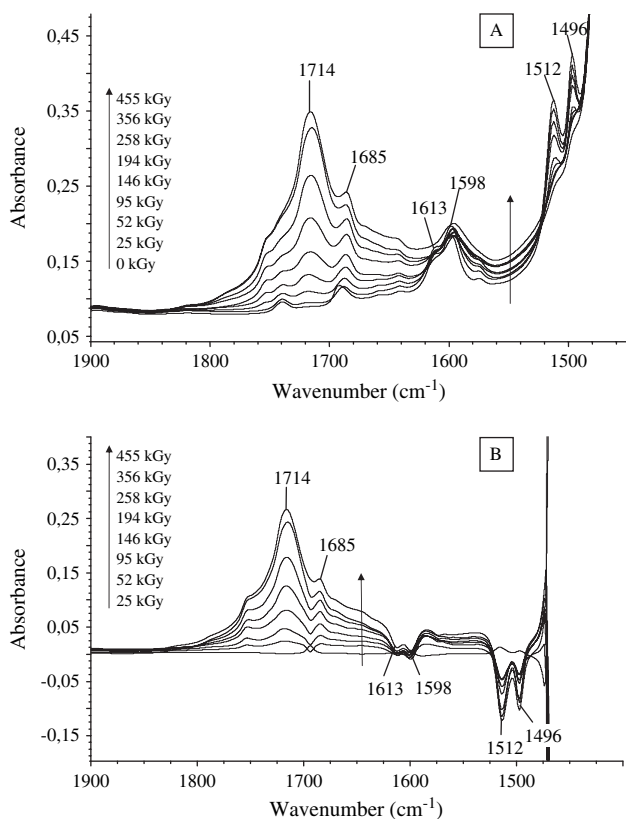 A
0,45
1496
1512
1714
455 kGy
356 kGy
258 kGy
194 kGy
146 kGy
95 kGy
52 kGy
25 kGy
0 kGy
0,35
1685
Absorbance
0,25
1598
1613
0,15
0,05
1900 1800 1700 1600 1500
Wavenumber (cm-1)
B
0,35
455 kGy
356 kGy
258 kGy
194 kGy
146 kGy
95 kGy
52 kGy
25 kGy
1714
0,25
1685
Absorbance
0,15
0,05
1613 1598
-0,05
1512 1496
-0,15
1900 1800 1700 1600 1500
Wavenumber (cm-1)